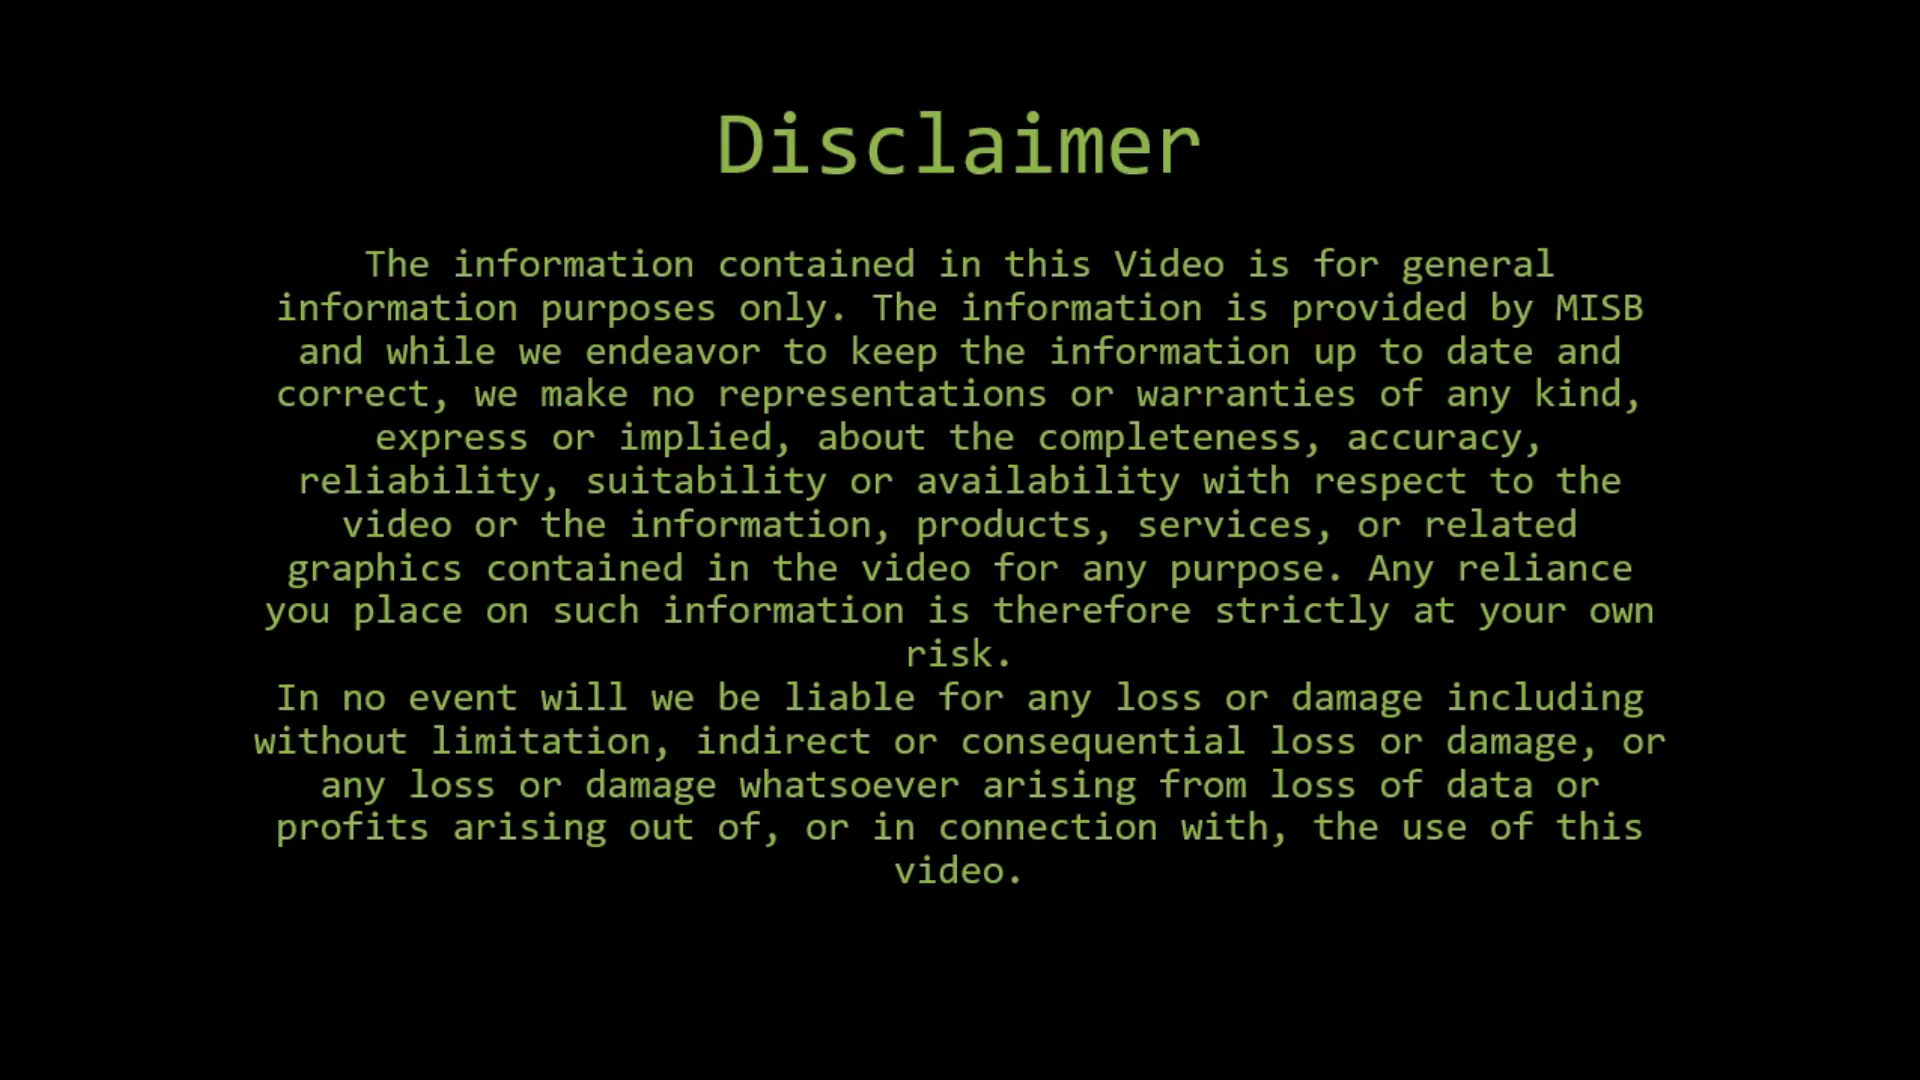 Disclaimer
The information contained in this Video is for general
information purposes only. The information is provided by MISB
and while we endeavor to keep the information up to date and
correct, we make no representations or warranties of any kind,
express or implied, about the completeness, accuracy,
reliability, suitability or availability with respect to the
video or the information, products, services, or related
graphics contained in the video for any purpose. Any reliance
you place on such information is therefore strictly at your own
risk.
In no event will we be liable for any loss or damage including
without limitation, indirect or consequential loss or damage, or
any loss or damage whatsoever arising from loss of data or
profits arising out of, or in connection with, the use of this
video.